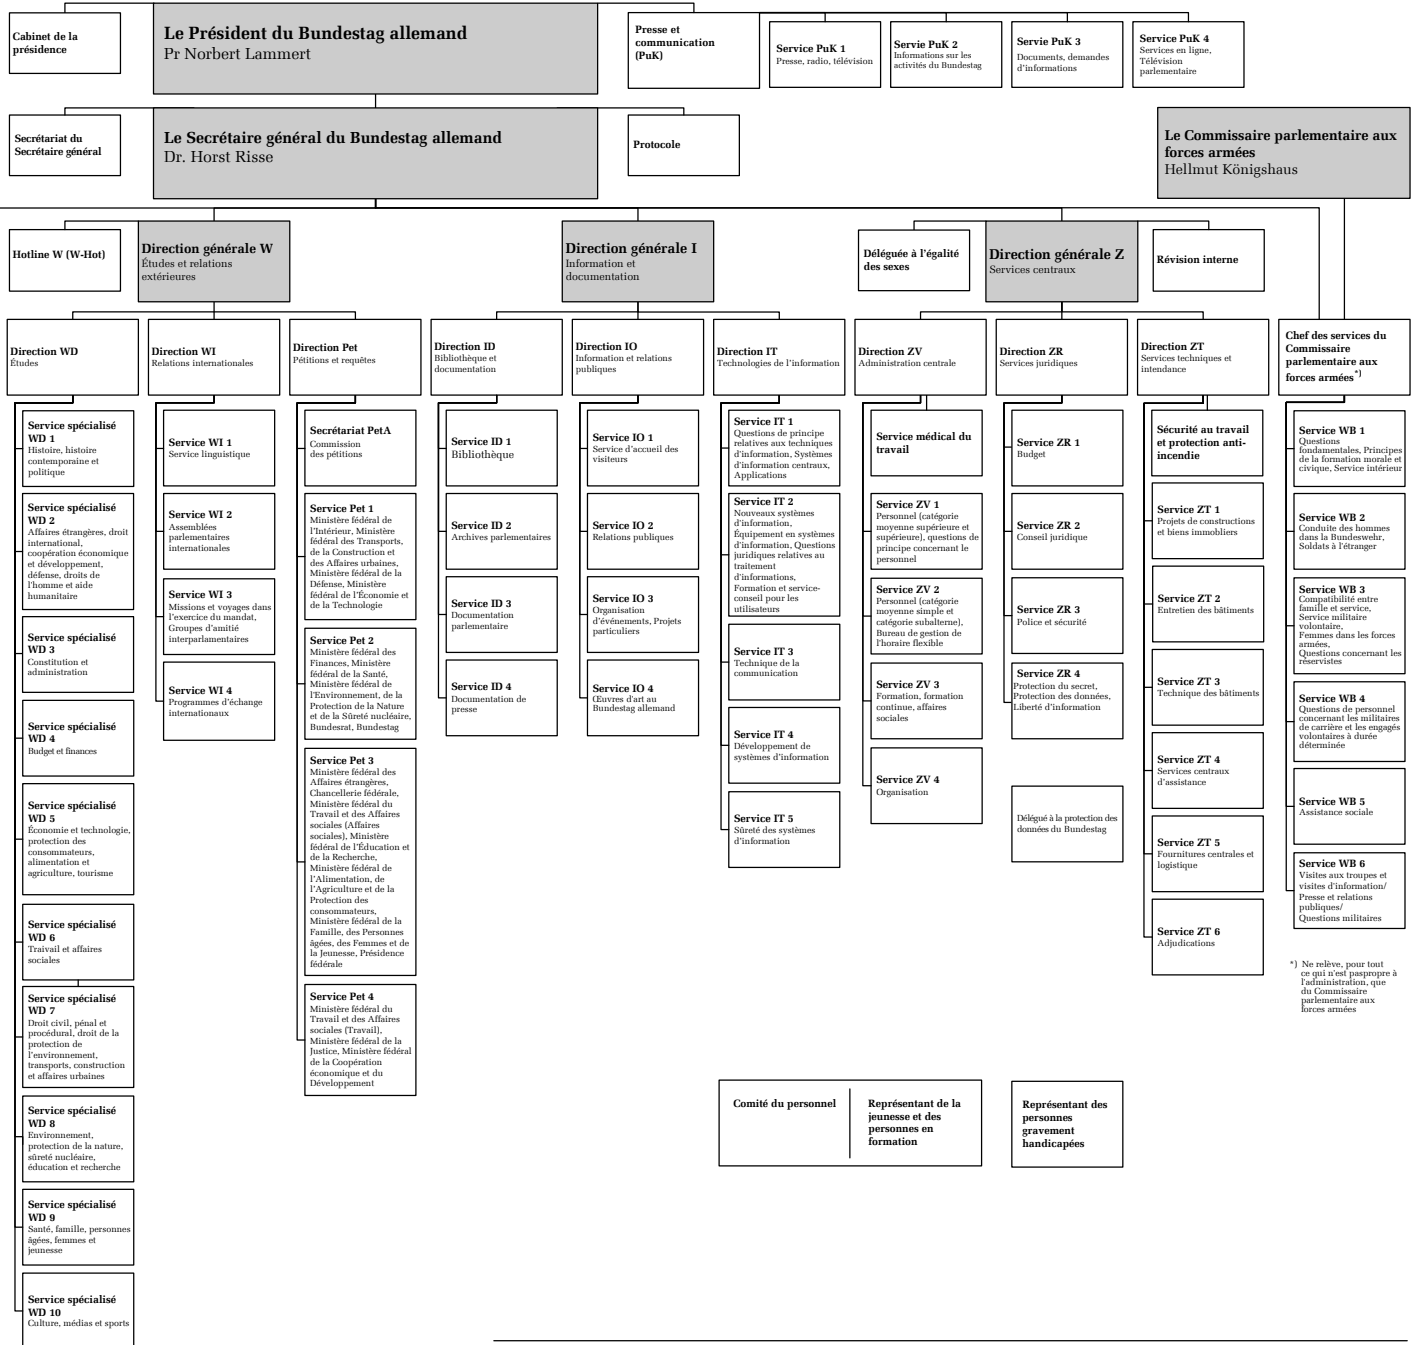 Cabinet de la
présidence
Le Président du Bundestag allemand
Pr Norbert Lammert
Presse et
communication
(PuK)
Service PuK 1
Presse, radio, télévision
Servie PuK 2
Informations sur les
activités du Bundestag
Servie PuK 3
Documents, demandes
d'informations
Service PuK 4
Services en ligne,
Télévision
parlementaire
Secrétariat du
Secrétaire général
Le Secrétaire général du Bundestag allemand
Dr. Horst Risse
Protocole
Le Commissaire parlementaire aux
forces armées
Hellmut Königshaus
Hotline W (W-Hot)
Direction générale W
Études et relations
extérieures
Direction générale I
Information et
documentation
Déléguée à l'égalité
des sexes
Direction générale Z
Services centraux
Révision interne
Direction WD
Études
Direction WI
Relations internationales
Direction Pet
Pétitions et requêtes
Direction ID
Bibliothèque et
documentation
Direction IO
Information et relations
publiques
Direction IT
Technologies de l'information
Direction ZV
Administration centrale
Direction ZR
Services juridiques
Direction ZT
Services techniques et
intendance
Chef des services du
Commissaire
parlementaire aux
forces armées*)
Service spécialisé
WD 1
Histoire, histoire
contemporaine et
politique
Service spécialisé
WD 2
Affaires étrangères, droit
international,
coopération économique
et développement,
défense, droits de
l'homme et aide
humanitaire
Service spécialisé
WD 3
Constitution et
administration
Service spécialisé
WD 4
Budget et finances
Service spécialisé
WD 5
Économie et technologie,
protection des
consommateurs,
alimentation et
agriculture, tourisme
Service spécialisé
WD 6
Traivail et affaires
sociales
Service spécialisé
WD 7
Droit civil, pénal et
procédural, droit de la
protection de
l'environnement,
transports, construction
et affaires urbaines
Service spécialisé
WD 8
Environnement,
protection de la nature,
sûreté nucléaire,
éducation et recherche
Service spécialisé
WD 9
Santé, famille, personnes
âgées, femmes et
jeunesse
Service spécialisé
WD 10
Culture, médias et sports
Service WI 1
Service linguistique
Service WI 2
Assemblées
parlementaires
internationales
Service WI 3
Missions et voyages dans
l'exercice du mandat,
Groupes d'amitié
interparlamentaires
Service WI 4
Programmes d'échange
internationaux
Secrétariat PetA
Commission
des pétitions
Service Pet 1
Ministère fédéral de
l'Intérieur, Ministère
fédéral des Transports,
de la Construction et
des Affaires urbaines,
Ministère fédéral de la
Défense, Ministère
fédéral de l'Économie et
de la Technologie
Service Pet 2
Ministère fédéral des
Finances, Ministère
fédéral de la Santé,
Ministère fédéral de
l'Environnement, de la
Protection de la Nature
et de la Sûreté nucléaire,
Bundesrat, Bundestag
Service Pet 3
Ministère fédéral des
Affaires étrangères,
Chancellerie fédérale,
Ministère fédéral du
Travail et des Affaires
sociales (Affaires
sociales), Ministère
fédéral de l'Éducation et
de la Recherche,
Ministère fédéral de
l'Alimentation, de
l'Agriculture et de la
Protection des
consommateurs,
Ministère fédéral de la
Famille, des Personnes
âgées, des Femmes et de
la Jeunesse, Présidence
fédérale
Service Pet 4
Ministère fédéral du
Travail et des Affaires
sociales (Travail),
Ministère fédéral de la
Justice, Ministère fédéral
de la Coopération
économique et du
Développement
Service ID 1
Bibliothèque
Service ID 2
Archives parlementaires
Service ID 3
Documentation
parlementaire
Service ID 4
Documentation de
presse
Service IO 1
Service d'accueil des
visiteurs
Service IO 2
Relations publiques
Service IO 3
Organisation
d'événements, Projets
particuliers
Service IO 4
Œuvres d'art au
Bundestag allemand
Service IT 1
Questions de principe
relatives aux techniques
d'information, Systèmes
d'information centraux,
Applications
Service IT 2
Nouveaux systèmes
d'information,
Équipement en systèmes
d'information, Questions
juridiques relatives au
traitement
d'informations,
Formation et service-
conseil pour les
utilisateurs
Service IT 3
Technique de la
communication
Service IT 4
Développement de
systèmes d'information
Service IT 5
Sûreté des systèmes
d'information
Service médical du
travail
Service ZV 1
Personnel (catégorie
moyenne supérieure et
supérieure), questions de
principe concernant le
personnel
Service ZV 2
Personnel (catégorie
moyenne simple et
catégorie subalterne),
Bureau de gestion de
l'horaire flexible
Service ZV 3
Formation, formation
continue, affaires
sociales
Service ZV 4
Organisation
Service ZR 1
Budget
Service ZR 2
Conseil juridique
Service ZR 3
Police et sécurité
Service ZR 4
Protection du secret,
Protection des données,
Liberté d'information
Délégué à la protection des
données du Bundestag
Sécurité au travail
et protection anti-
incendie
Service ZT 1
Projets de constructions
et biens immobliers
Service ZT 2
Entretien des bâtiments
Service ZT 3
Technique des bâtiments
Service ZT 4
Services centraux
d'assistance
Service ZT 5
Fournitures centrales et
logistique
Service ZT 6
Adjudications
Service WB 1
Questions
fondamentales, Principes
de la formation morale et
civique, Service intérieur
Service WB 2
Conduite des hommes
dans la Bundeswehr,
Soldats à l'étranger
Service WB 3
Compatibilité entre
famille et service,
Service militaire
volontaire,
Femmes dans les forces
armées,
Questions concernant les
réservistes
Service WB 4
Questions de personnel
concernant les militaires
de carrière et les engagés
volontaires à durée
déterminée
Service WB 5
Assistance sociale
Service WB 6
Visites aux troupes et
visites d'information/
Presse et relations
publiques/
Questions militaires
*) Ne relève, pour tout
ce qui n'est paspropre à
l'administration, que
du Commissaire
parlementaire aux
forces armées
Comité du personnel
Représentant de la
jeunesse et des
personnes en
formation
Représentant des
personnes
gravement
handicapées